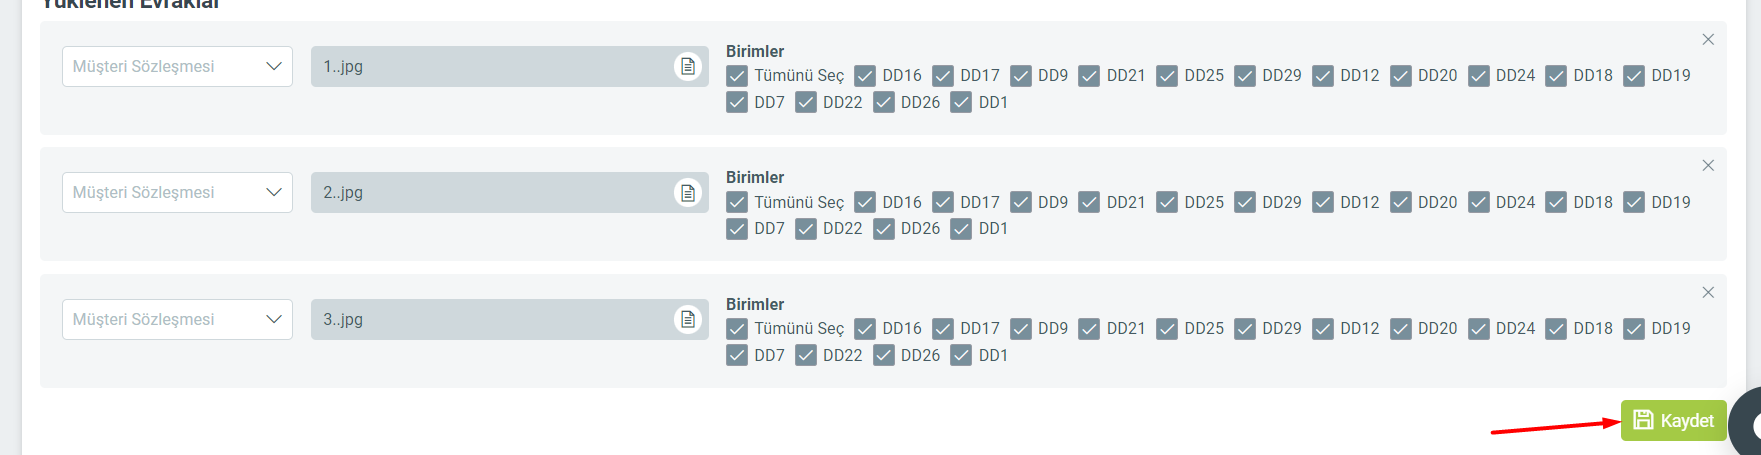 Yüklenen Evraklar
Müşteri Sözleşmesi
1..jpg
Birimler
Tümünü Seç DD16 DD17 DD9 DD21 DD25 DD29 DD12 DD20 DD24 DD18 DD19
DD7 DD22 DD26 DD1
Müşteri Sözleşmesi
2..jpg
Birimler
Tümünü Seç DD16 DD17 DD9 DD21 DD25 DD29 DD12 DD20 DD24 DD18 DD19
DD7 DD22 DD26 DD1
Müşteri Sözleşmesi
3..jpg
Birimler
Tümünü Seç DD16 DD17 DD9 DD21 DD25 DD29 DD12 DD20 DD24 DD18 DD19
DD7 DD22 DD26 DD1
Kaydet